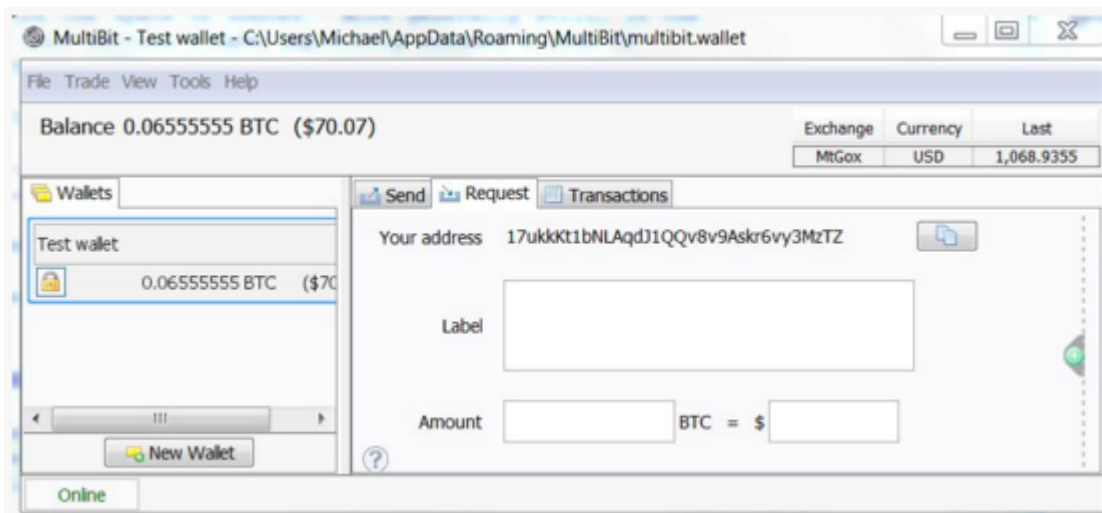 MultiBit - Test wallet - C:\Users\Michael\AppData\Roaming\MultiBit\multibit.wallet
File Trade View Tools Help
Balance 0.06555555 BTC ($70.07)
Exchange Currency Last
MtGox USD 1,068.9355
Wallets
Send Request Transactions
Test wallet
0.06555555 BTC ($70
Your address 17ukkKt1bNLAqdJ1QQv8v9Askr6vy3MzTZ
Label
Amount BTC = $
New Wallet
Online